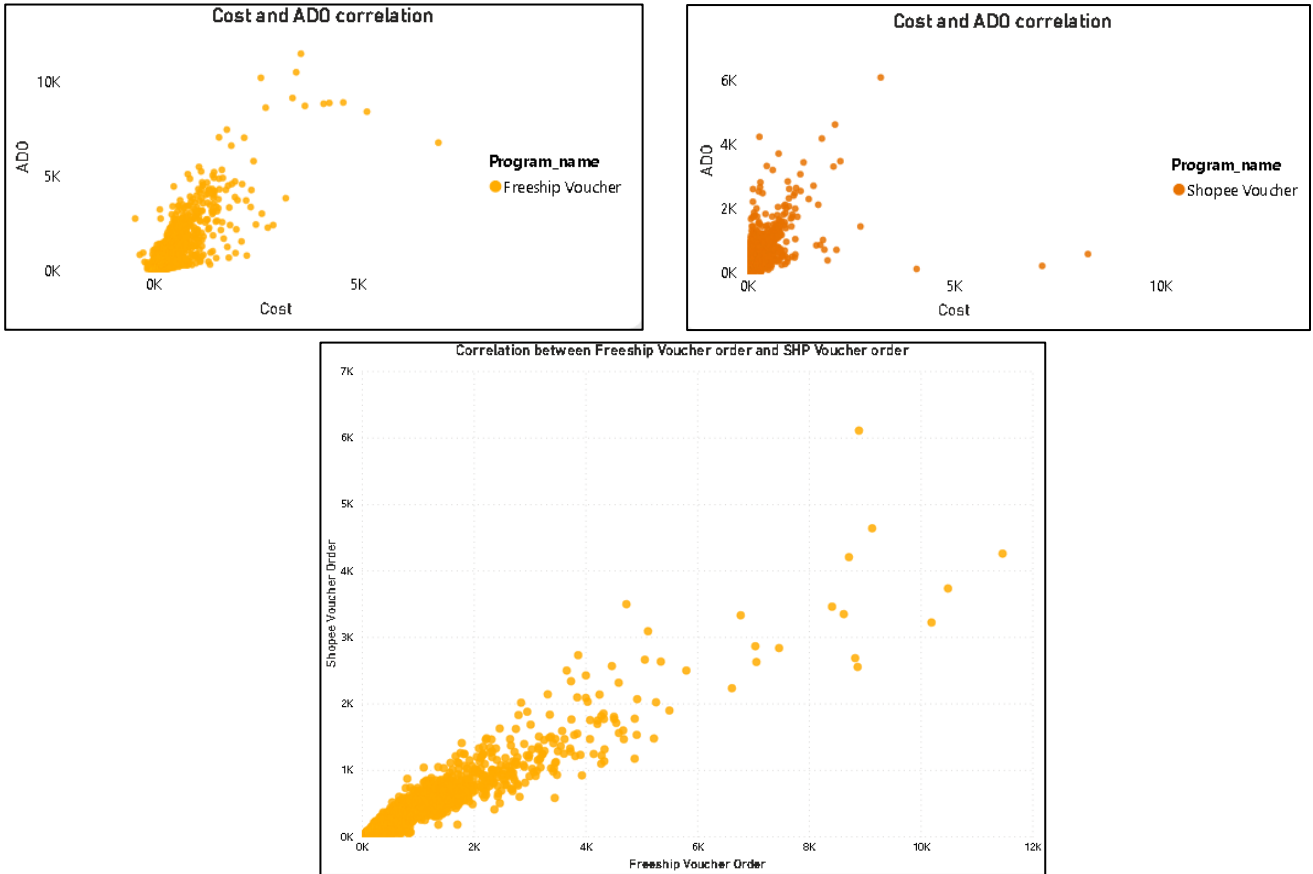 Cost and ADO correlation
10K
5K
0K
ADO
0K
5K
Cost
Program_name
Freeship Voucher
Cost and ADO correlation
6K
4K
2K
0K
ADO
0K
5K
10K
Cost
Program_name
Shopee Voucher
Correlation between Freeship Voucher order and SHP Voucher order
7K
6K
5K
4K
3K
2K
1K
0K
Shopee Voucher Order
0K
2K
4K
6K
8K
10K
12K
Freeship Voucher Order